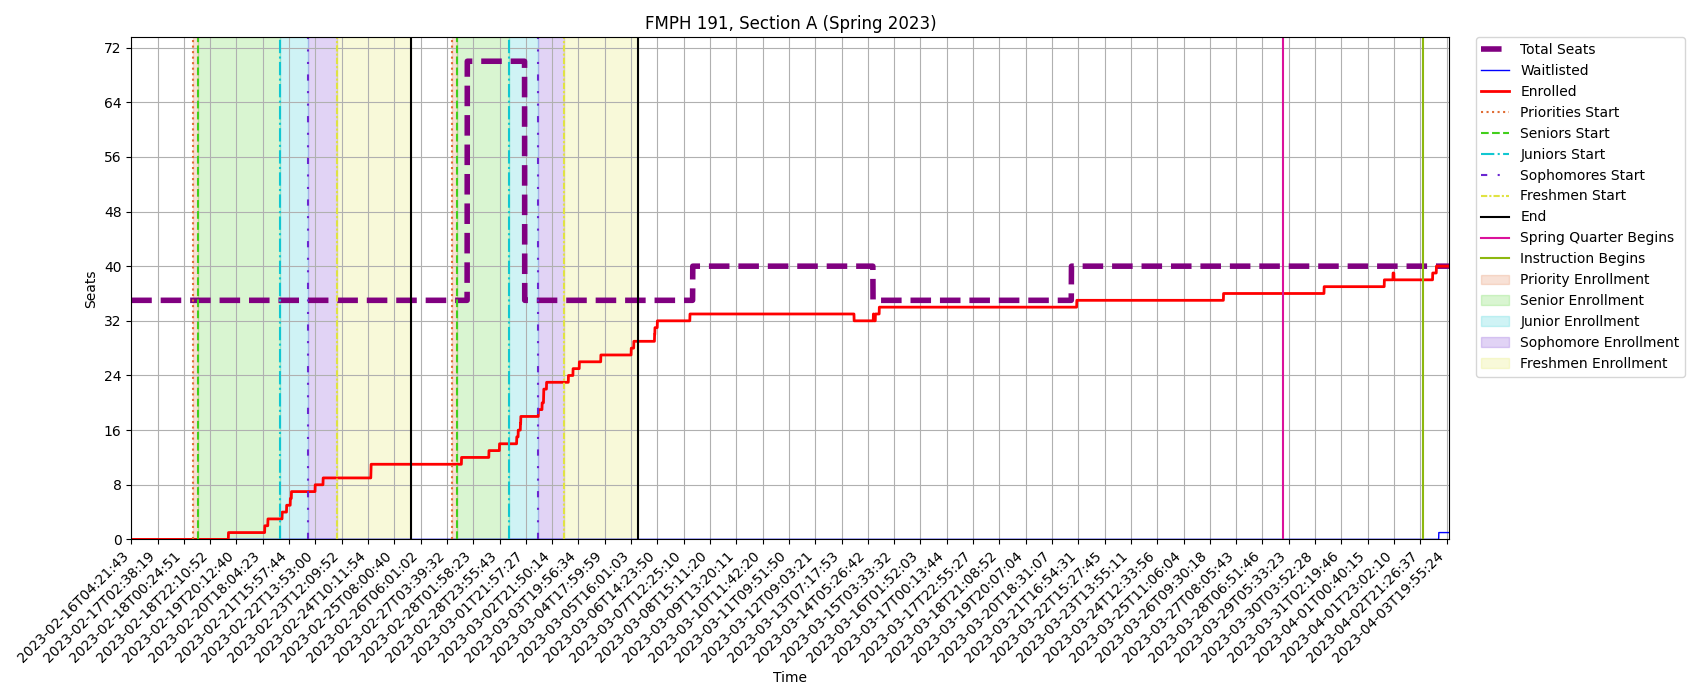 FMPH 191, Section A (Spring 2023)
Seats
72
64
56
48
40
32
24
16
8
0
2023-02-16T04:21:43
2023-02-17T02:38:19
2023-02-18T00:24:51
2023-02-18T22:10:52
2023-02-19T20:12:40
2023-02-20T18:04:23
2023-02-21T15:57:44
2023-02-22T13:53:00
2023-02-23T12:09:52
2023-02-24T10:11:54
2023-02-25T08:00:40
2023-02-26T06:01:02
2023-02-27T03:39:32
2023-02-28T01:58:23
2023-02-28T23:55:43
2023-03-01T21:57:27
2023-03-02T21:50:14
2023-03-03T19:56:34
2023-03-04T17:59:59
2023-03-05T16:01:03
2023-03-06T14:23:50
2023-03-07T12:25:10
2023-03-08T15:11:20
2023-03-09T13:20:11
2023-03-10T11:42:20
2023-03-11T09:51:50
2023-03-12T09:03:21
2023-03-13T07:17:53
2023-03-14T05:26:42
2023-03-15T03:33:32
2023-03-16T01:52:03
2023-03-17T00:13:44
2023-03-17T22:55:27
2023-03-18T21:08:52
2023-03-19T20:07:04
2023-03-20T18:31:07
2023-03-21T16:54:31
2023-03-22T15:27:45
2023-03-23T13:55:11
2023-03-24T12:33:56
2023-03-25T11:06:04
2023-03-26T09:30:18
2023-03-27T08:05:43
2023-03-28T06:51:46
2023-03-29T05:33:23
2023-03-30T03:52:28
2023-03-31T02:19:46
2023-04-01T00:40:15
2023-04-01T23:02:10
2023-04-02T21:26:37
2023-04-03T19:55:24
Time
Total Seats
Waitlisted
Enrolled
Priorities Start
Seniors Start
Juniors Start
Sophomores Start
Freshmen Start
End
Spring Quarter Begins
Instruction Begins
Priority Enrollment
Senior Enrollment
Junior Enrollment
Sophomore Enrollment
Freshmen Enrollment